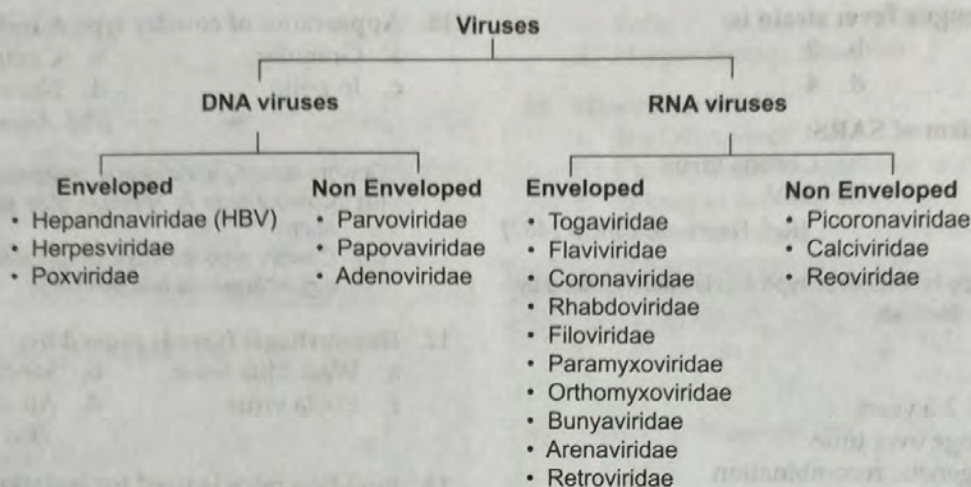 Viruses
DNA viruses
RNA viruses
Enveloped
• Hepandnaviridae (HBV)
• Herpesviridae
• Poxviridae
Non Enveloped
• Parvoviridae
• Papovaviridae
• Adenoviridae
Enveloped
• Togaviridae
• Flaviviridae
• Coronaviridae
• Rhabdoviridae
• Filoviridae
• Paramyxoviridae
• Orthomyxoviridae
• Bunyaviridae
• Arenaviridae
• Retroviridae
Non Enveloped
• Picoronaviridae
• Calciviridae
• Reoviridae